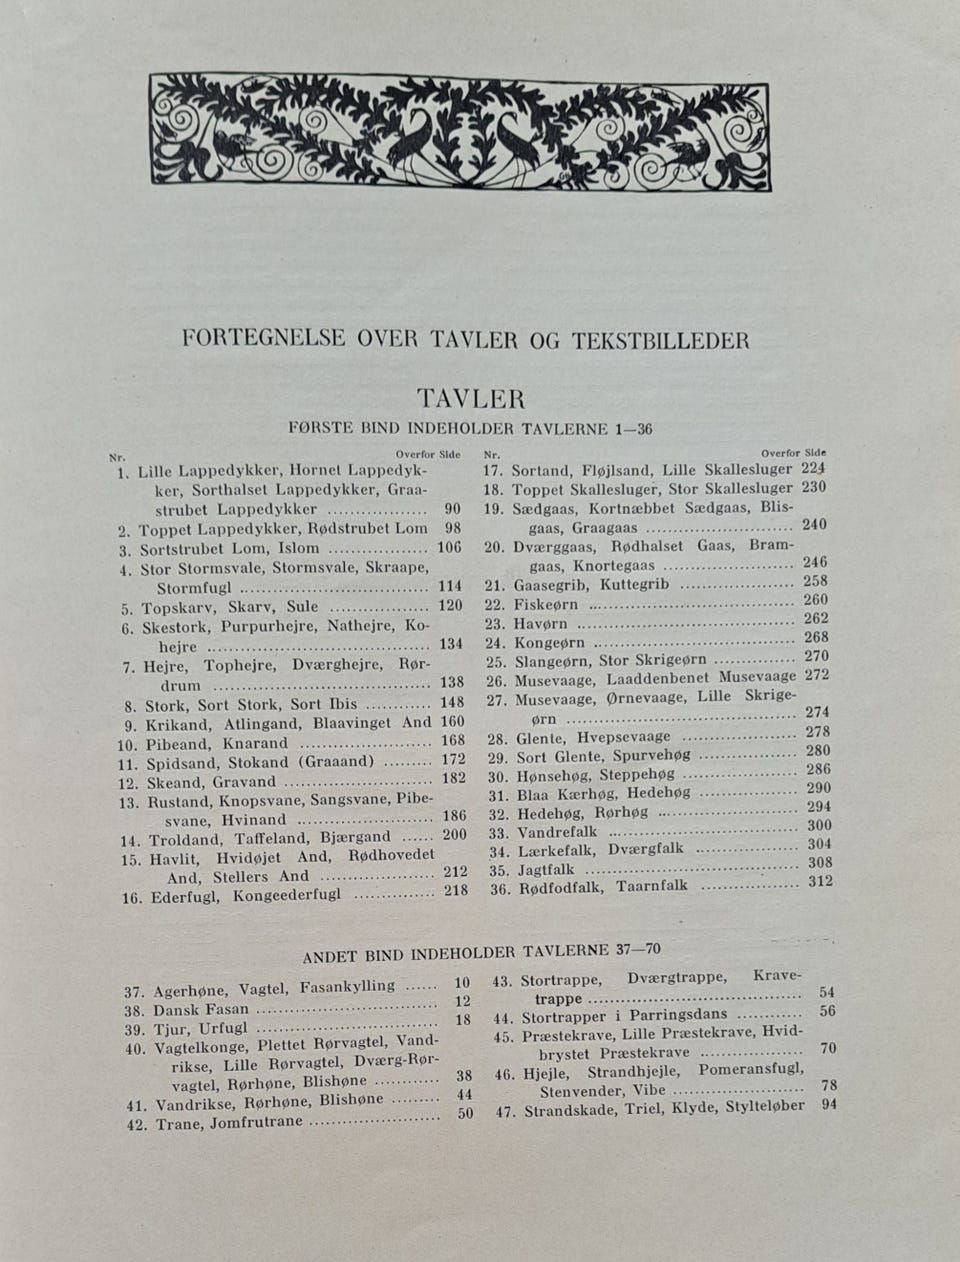 FORTEGNELSE OVER TAVLER OG TEKSTBILLEDER
TAVLER
FØRSTE BIND INDEHOLDER TAVLERNE 1—36
Nr. Overfor Side
1. Lille Lappedykker, Hornet Lappedyk-
ker, Sorthalset Lappedykker, Graa-
strubet Lappedykker .................. 90
2. Toppet Lappedykker, Rødstrubet Lom 98
3. Sortstrubet Lom, Islom .................. 106
4. Stor Stormsvale, Stormsvale, Skraape,
Stormfugl .................................. 114
5. Topskarv, Skarv, Sule .................. 120
6. Skestork, Purpurhejre, Nathejre, Ko-
hejre ........................................ 134
7. Hejre, Tophejre, Dværghejre, Rør-
drum ........................................ 138
8. Stork, Sort Stork, Sort Ibis ............ 148
9. Krikand, Atlingand, Blaavinget And 160
10. Pibeand, Knarand ........................ 168
11. Spidsand, Stokand (Graaand) ......... 172
12. Skeand, Gravand ........................... 182
13. Rustand, Knopsvane, Sangsvane, Pibe-
svane, Hvinand ........................... 186
14. Troldand, Taffeland, Bjærgand ...... 200
15. Havlit, Hvidøjet And, Rødhovedet
And, Stellers And ..................... 212
16. Ederfugl, Kongeederfugl ............... 218
Nr. Overfor Side
17. Sortand, Fløjlsand, Lille Skallesluger 224
18. Toppet Skallesluger, Stor Skallesluger 230
19. Sædgaas, Kortnæbbet Sædgaas, Blis-
gaas, Graagaas ........................... 240
20. Dværggaas, Rødhalset Gaas, Bram-
gaas, Knortegaas ........................ 246
21. Gaasegrib, Kuttegrib ..................... 258
22. Fiskeørn ...................................... 260
23. Havørn ........................................ 262
24. Kongeørn ..................................... 268
25. Slangeørn, Stor Skrigeørn ............... 270
26. Musevaage, Laaddenbenet Musevaage 272
27. Musevaage, Ørnevaage, Lille Skrige-
ørn .......................................... 274
28. Glente, Hvepsevaage ..................... 278
29. Sort Glente, Spurvehøg .................. 280
30. Hønsehøg, Steppehøg ..................... 286
31. Blaa Kærhøg, Hedehøg .................. 290
32. Hedehøg, Rørhøg .......................... 294
33. Vandrefalk ................................... 300
34. Lærkefalk, Dværgfalk .................... 304
35. Jagtfalk ....................................... 308
36. Rødfodfalk, Taarnfalk .................. 312
ANDET BIND INDEHOLDER TAVLERNE 37—70
37. Agerhøne, Vagtel, Fasankylling ...... 10
38. Dansk Fasan ................................. 12
39. Tjur, Urfugl ................................. 18
40. Vagtelkonge, Plettet Rørvagtel, Vand-
rikse, Lille Rørvagtel, Dværg-Rør-
vagtel, Rørhøne, Blishøne ............ 38
41. Vandrikse, Rørhøne, Blishøne ......... 44
42. Trane, Jomfrutrane ........................ 50
43. Stortrappe, Dværgtrappe, Krave-
trappe ....................................... 54
44. Stortrapper i Parringsdans ............ 56
45. Præstekrave, Lille Præstekrave, Hvid-
brystet Præstekrave .................. 70
46. Hjejle, Strandhjejle, Pomeransfugl,
Stenvender, Vibe ........................ 78
47. Strandskade, Triel, Klyde, Stylteløber 94